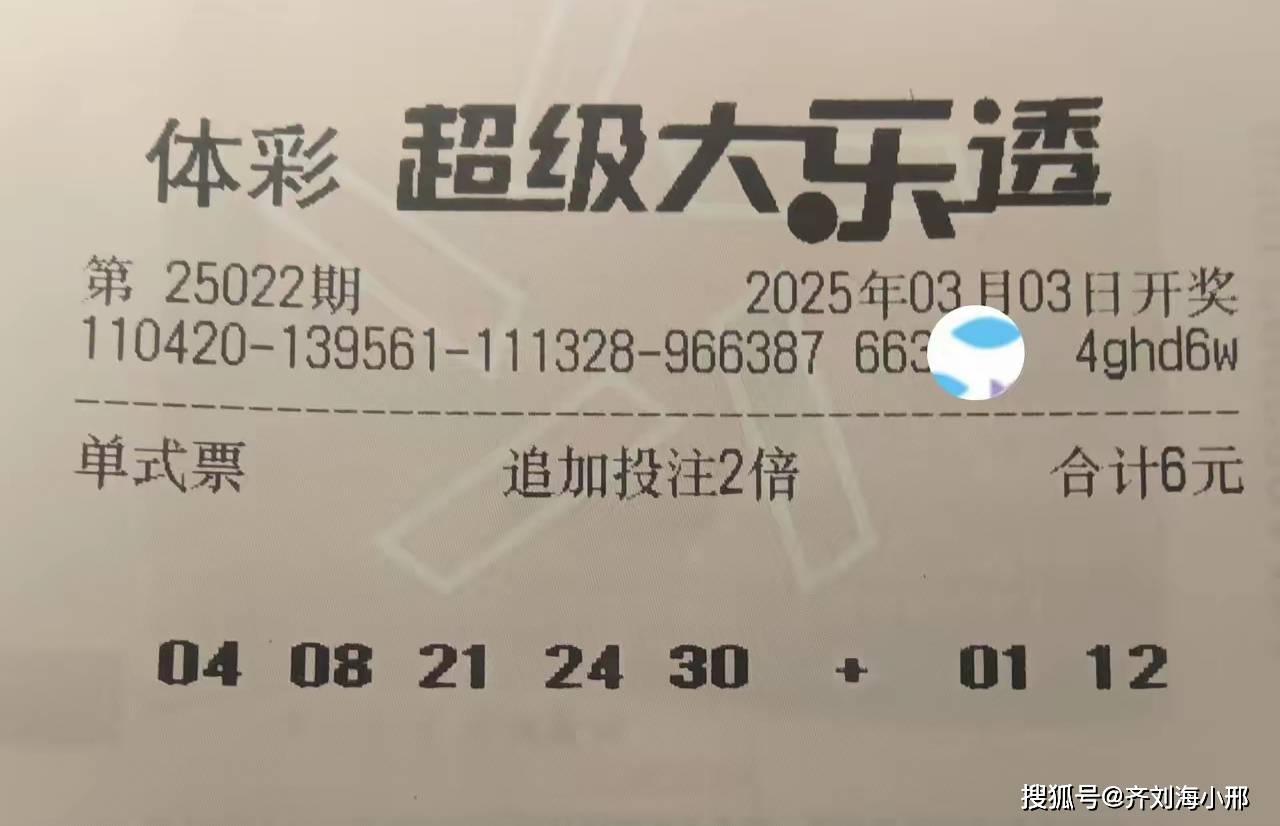 体彩 超级大乐透
第 25022期 2025年03月03日开奖
110420-139561-111328-966387 663 4ghd6w
单式票 追加投注2倍 合计6元
04 08 21 24 30 + 01 12
搜狐号@齐刘海小邢